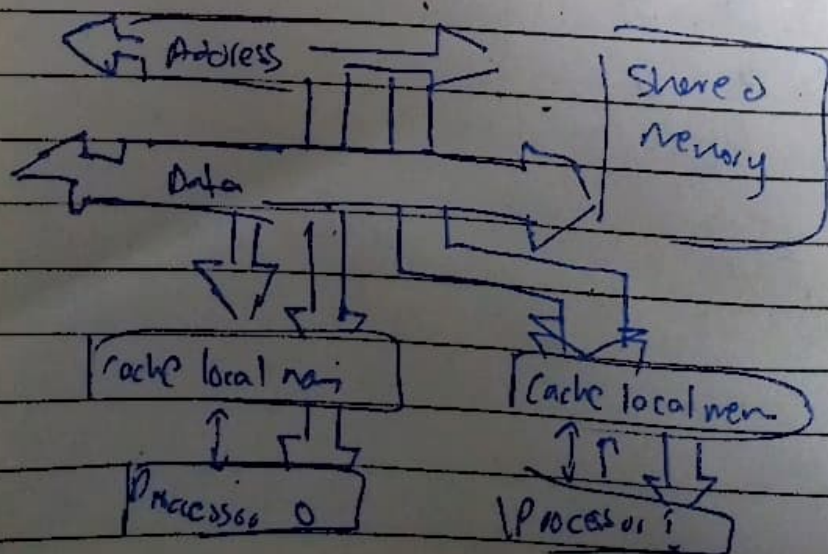 Address
Shared
Memory
Data
Cache local mem
Cache local mem
Processor 0
Processor 1